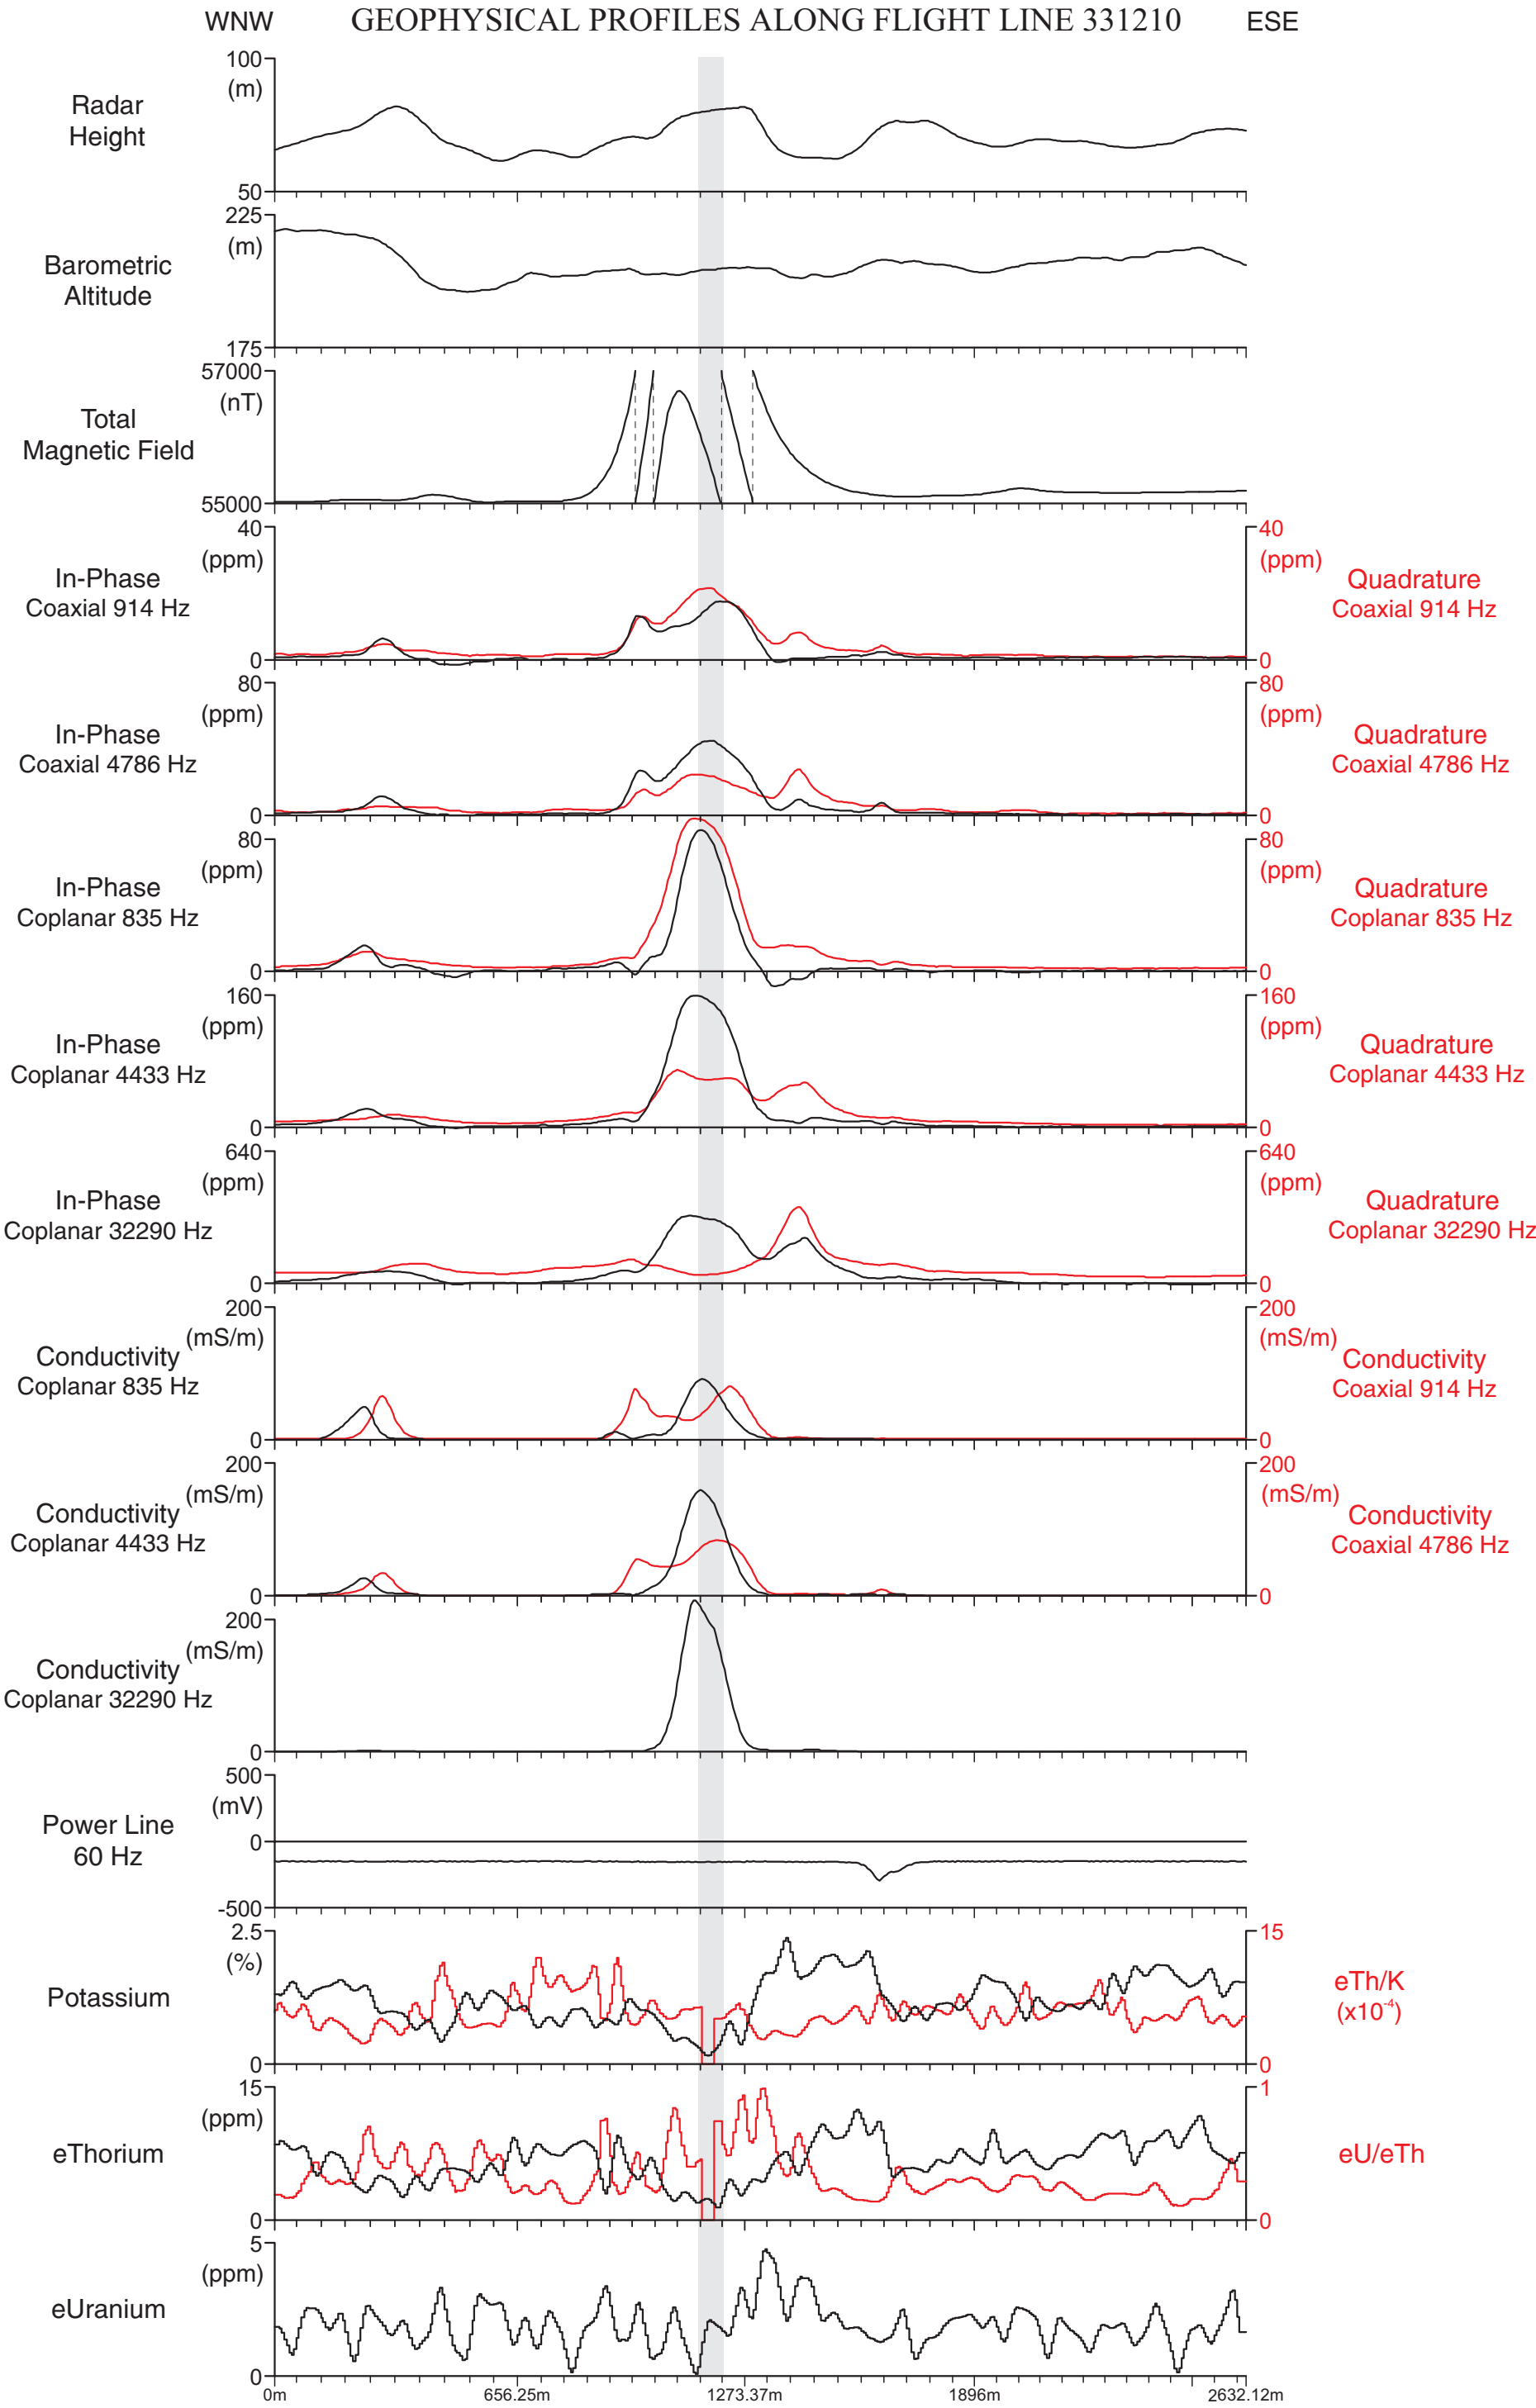 WNW GEOPHYSICAL PROFILES ALONG FLIGHT LINE 331210 ESE
Radar
Height
100
(m)
50
Barometric
Altitude
225
(m)
175
Total
Magnetic Field
57000
(nT)
55000
In-Phase
Coaxial 914 Hz
40
(ppm)
0
40
(ppm)
0
Quadrature
Coaxial 914 Hz
In-Phase
Coaxial 4786 Hz
80
(ppm)
0
80
(ppm)
0
Quadrature
Coaxial 4786 Hz
In-Phase
Coplanar 835 Hz
80
(ppm)
0
80
(ppm)
0
Quadrature
Coplanar 835 Hz
In-Phase
Coplanar 4433 Hz
160
(ppm)
0
160
(ppm)
0
Quadrature
Coplanar 4433 Hz
In-Phase
Coplanar 32290 Hz
640
(ppm)
0
640
(ppm)
0
Quadrature
Coplanar 32290 Hz
Conductivity
Coplanar 835 Hz
200
(mS/m)
0
200
(mS/m)
0
Conductivity
Coaxial 914 Hz
Conductivity
Coplanar 4433 Hz
200
(mS/m)
0
200
(mS/m)
0
Conductivity
Coaxial 4786 Hz
Conductivity
Coplanar 32290 Hz
200
(mS/m)
0
Power Line
60 Hz
500
(mV)
0
-500
Potassium
2.5
(%)
0
15
0
eTh/K
(x10⁻⁴)
eThorium
15
(ppm)
0
1
0
eU/eTh
eUranium
5
(ppm)
0
0m 656.25m 1273.37m 1896m 2632.12m